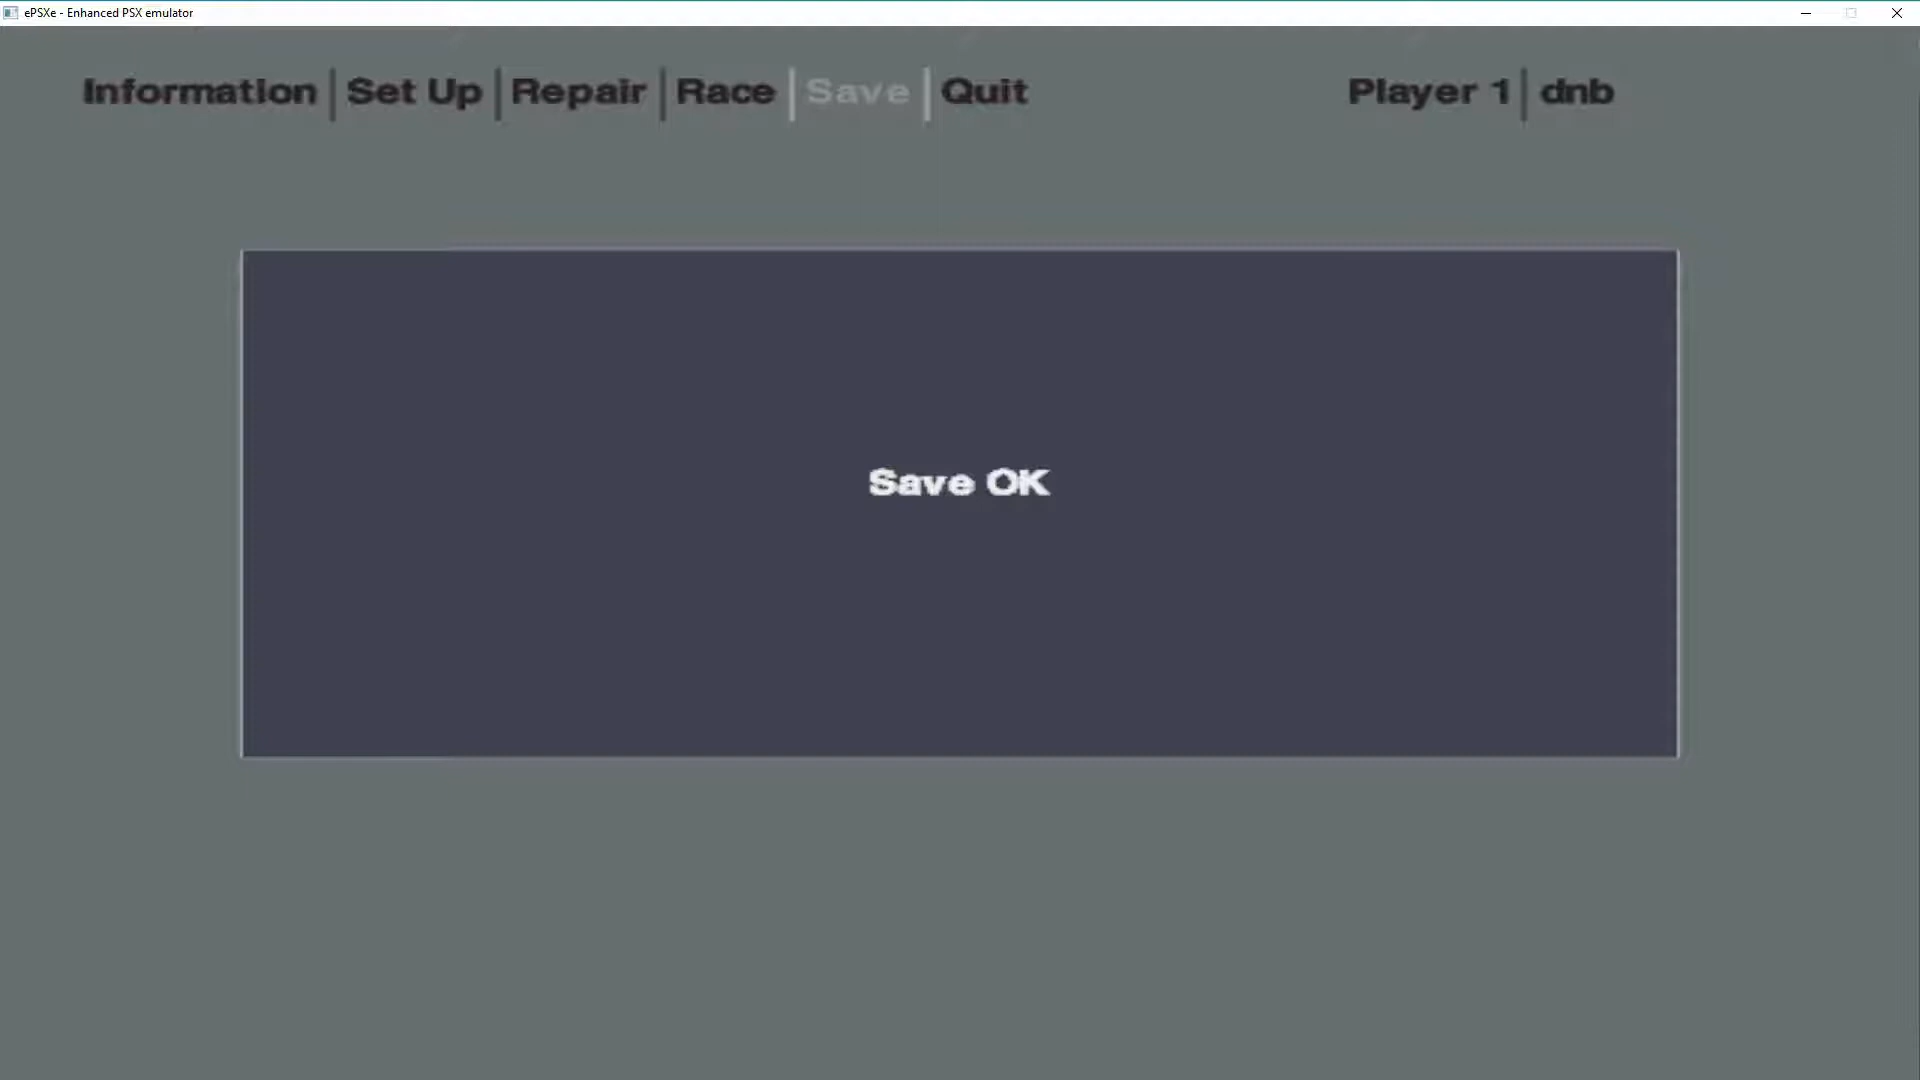 ePSXe - Enhanced PSX emulator
Information Set Up Repair Race Save Quit Player 1 dnb
Save OK